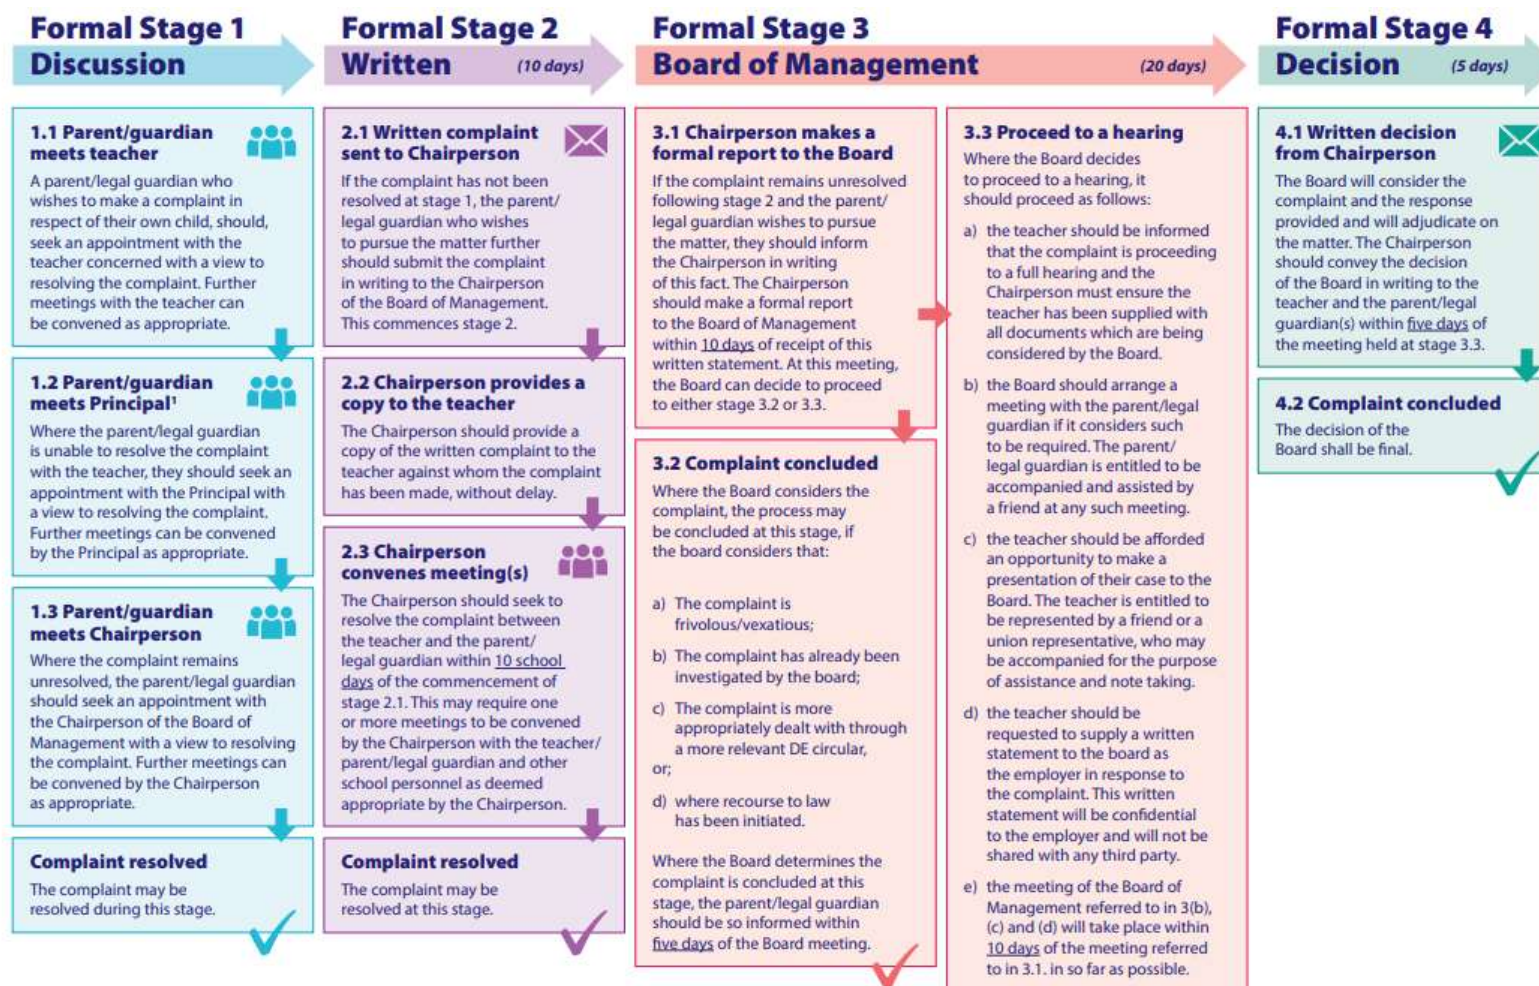 Formal Stage 1
Discussion
1.1 Parent/guardian
meets teacher
A parent/legal guardian who
wishes to make a complaint in
respect of their own child, should,
seek an appointment with the
teacher concerned with a view to
resolving the complaint. Further
meetings with the teacher can
be convened as appropriate.
1.2 Parent/guardian
meets Principal¹
Where the parent/legal guardian
is unable to resolve the complaint
with the teacher, they should seek an
appointment with the Principal with
a view to resolving the complaint.
Further meetings can be convened
by the Principal as appropriate.
1.3 Parent/guardian
meets Chairperson
Where the complaint remains
unresolved, the parent/legal guardian
should seek an appointment with
the Chairperson of the Board of
Management with a view to resolving
the complaint. Further meetings can
be convened by the Chairperson
as appropriate.
Complaint resolved
The complaint may be
resolved during this stage.
Formal Stage 2
Written (10 days)
2.1 Written complaint
sent to Chairperson
If the complaint has not been
resolved at stage 1, the parent/
legal guardian who wishes
to pursue the matter further
should submit the complaint
in writing to the Chairperson
of the Board of Management.
This commences stage 2.
2.2 Chairperson provides a
copy to the teacher
The Chairperson should provide a
copy of the written complaint to the
teacher against whom the complaint
has been made, without delay.
2.3 Chairperson
convenes meeting(s)
The Chairperson should seek to
resolve the complaint between
the teacher and the parent/
legal guardian within 10 school
days of the commencement of
stage 2.1. This may require one
or more meetings to be convened
by the Chairperson with the teacher/
parent/legal guardian and other
school personnel as deemed
appropriate by the Chairperson.
Complaint resolved
The complaint may be
resolved at this stage.
Formal Stage 3
Board of Management (20 days)
3.1 Chairperson makes a
formal report to the Board
If the complaint remains unresolved
following stage 2 and the parent/
legal guardian wishes to pursue
the matter, they should inform
the Chairperson in writing
of this fact. The Chairperson
should make a formal report
to the Board of Management
within 10 days of receipt of this
written statement. At this meeting,
the Board can decide to proceed
to either stage 3.2 or 3.3.
3.2 Complaint concluded
Where the Board considers the
complaint, the process may
be concluded at this stage, if
the board considers that:
a) The complaint is
frivolous/vexatious;
b) The complaint has already been
investigated by the board;
c) The complaint is more
appropriately dealt with through
a more relevant DE circular,
or;
d) where recourse to law
has been initiated.
Where the Board determines the
complaint is concluded at this
stage, the parent/legal guardian
should be so informed within
five days of the Board meeting.
3.3 Proceed to a hearing
Where the Board decides
to proceed to a hearing, it
should proceed as follows:
a) the teacher should be informed
that the complaint is proceeding
to a full hearing and the
Chairperson must ensure the
teacher has been supplied with
all documents which are being
considered by the Board.
b) the Board should arrange a
meeting with the parent/legal
guardian if it considers such
to be required. The parent/
legal guardian is entitled to be
accompanied and assisted by
a friend at any such meeting.
c) the teacher should be afforded
an opportunity to make a
presentation of their case to the
Board. The teacher is entitled to
be represented by a friend or a
union representative, who may
be accompanied for the purpose
of assistance and note taking.
d) the teacher should be
requested to supply a written
statement to the board as
the employer in response to
the complaint. This written
statement will be confidential
to the employer and will not be
shared with any third party.
e) the meeting of the Board of
Management referred to in 3(b),
(c) and (d) will take place within
10 days of the meeting referred
to in 3.1. in so far as possible.
Formal Stage 4
Decision (5 days)
4.1 Written decision
from Chairperson
The Board will consider the
complaint and the response
provided and will adjudicate on
the matter. The Chairperson
should convey the decision
of the Board in writing to the
teacher and the parent/legal
guardian(s) within five days of
the meeting held at stage 3.3.
4.2 Complaint concluded
The decision of the
Board shall be final.